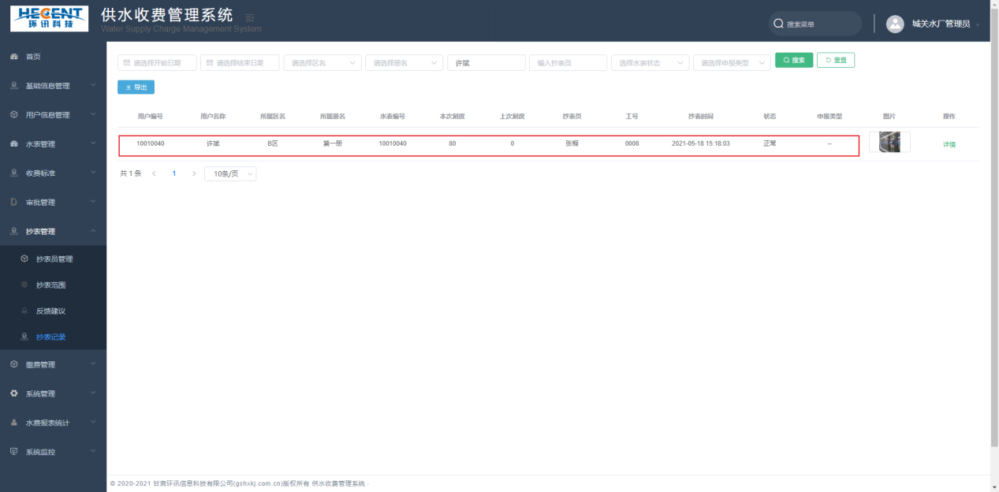 HECENT
环讯科技
供水收费管理系统
Water Supply Charge Management System
搜索菜单
城关水厂管理员
首页
基础信息管理
用户信息管理
水表管理
收费标准
审批管理
抄表管理
抄表员管理
抄表范围
反馈建议
抄表记录
缴费管理
系统管理
水费报表统计
系统监控
请选择开始日期 请选择结束日期 请选择区名 请选择册名 许斌 输入抄表员 选择水表状态 请选择申报类型 搜索 重置
导出
用户编号 用户名称 所属区名 所属册名 水表编号 本次刻度 上次刻度 抄表员 工号 抄表时间 状态 申报类型 图片 操作
10010040 许斌 B区 第一册 10010040 80 0 张榥 0008 2021-05-18 15:18:03 正常 -- 详情
共 1 条 < 1 > 10条/页
© 2020-2021 甘肃环讯信息科技有限公司(gshxkj.com.cn)版权所有 供水收费管理系统